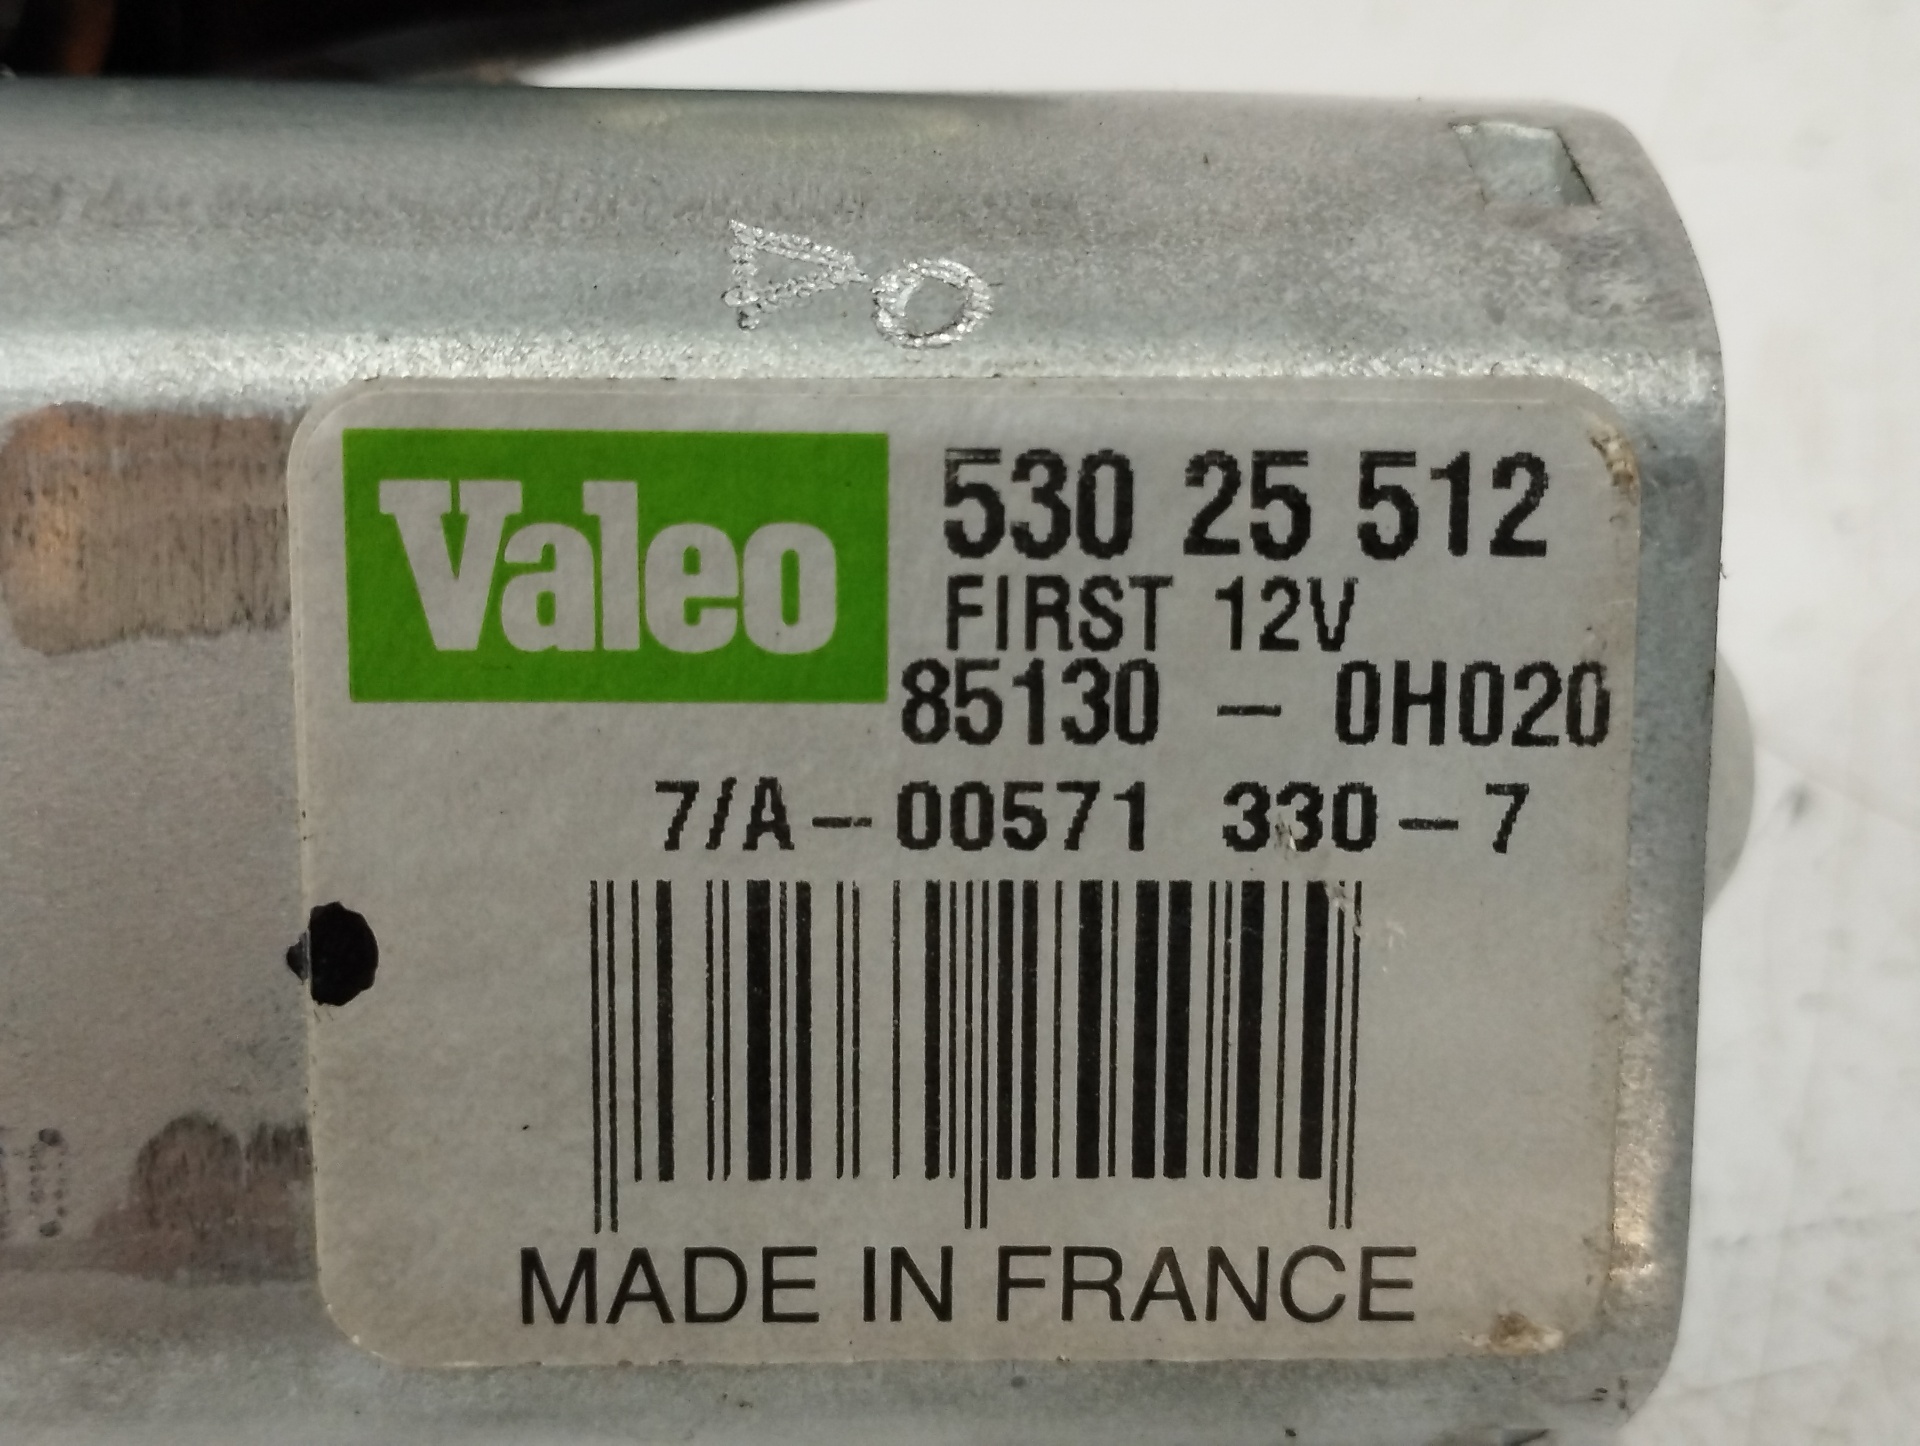 Valeo
530 25 512
FIRST 12V
85130 - 0H020
7/A-00571 330-7
MADE IN FRANCE